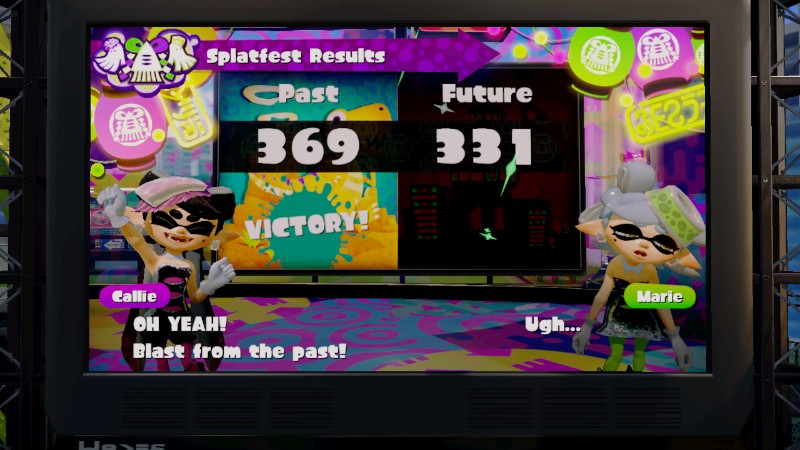 Splatfest Results
Past
Future
369
331
VICTORY!
Callie
Marie
OH YEAH!
Blast from the past!
Ugh...